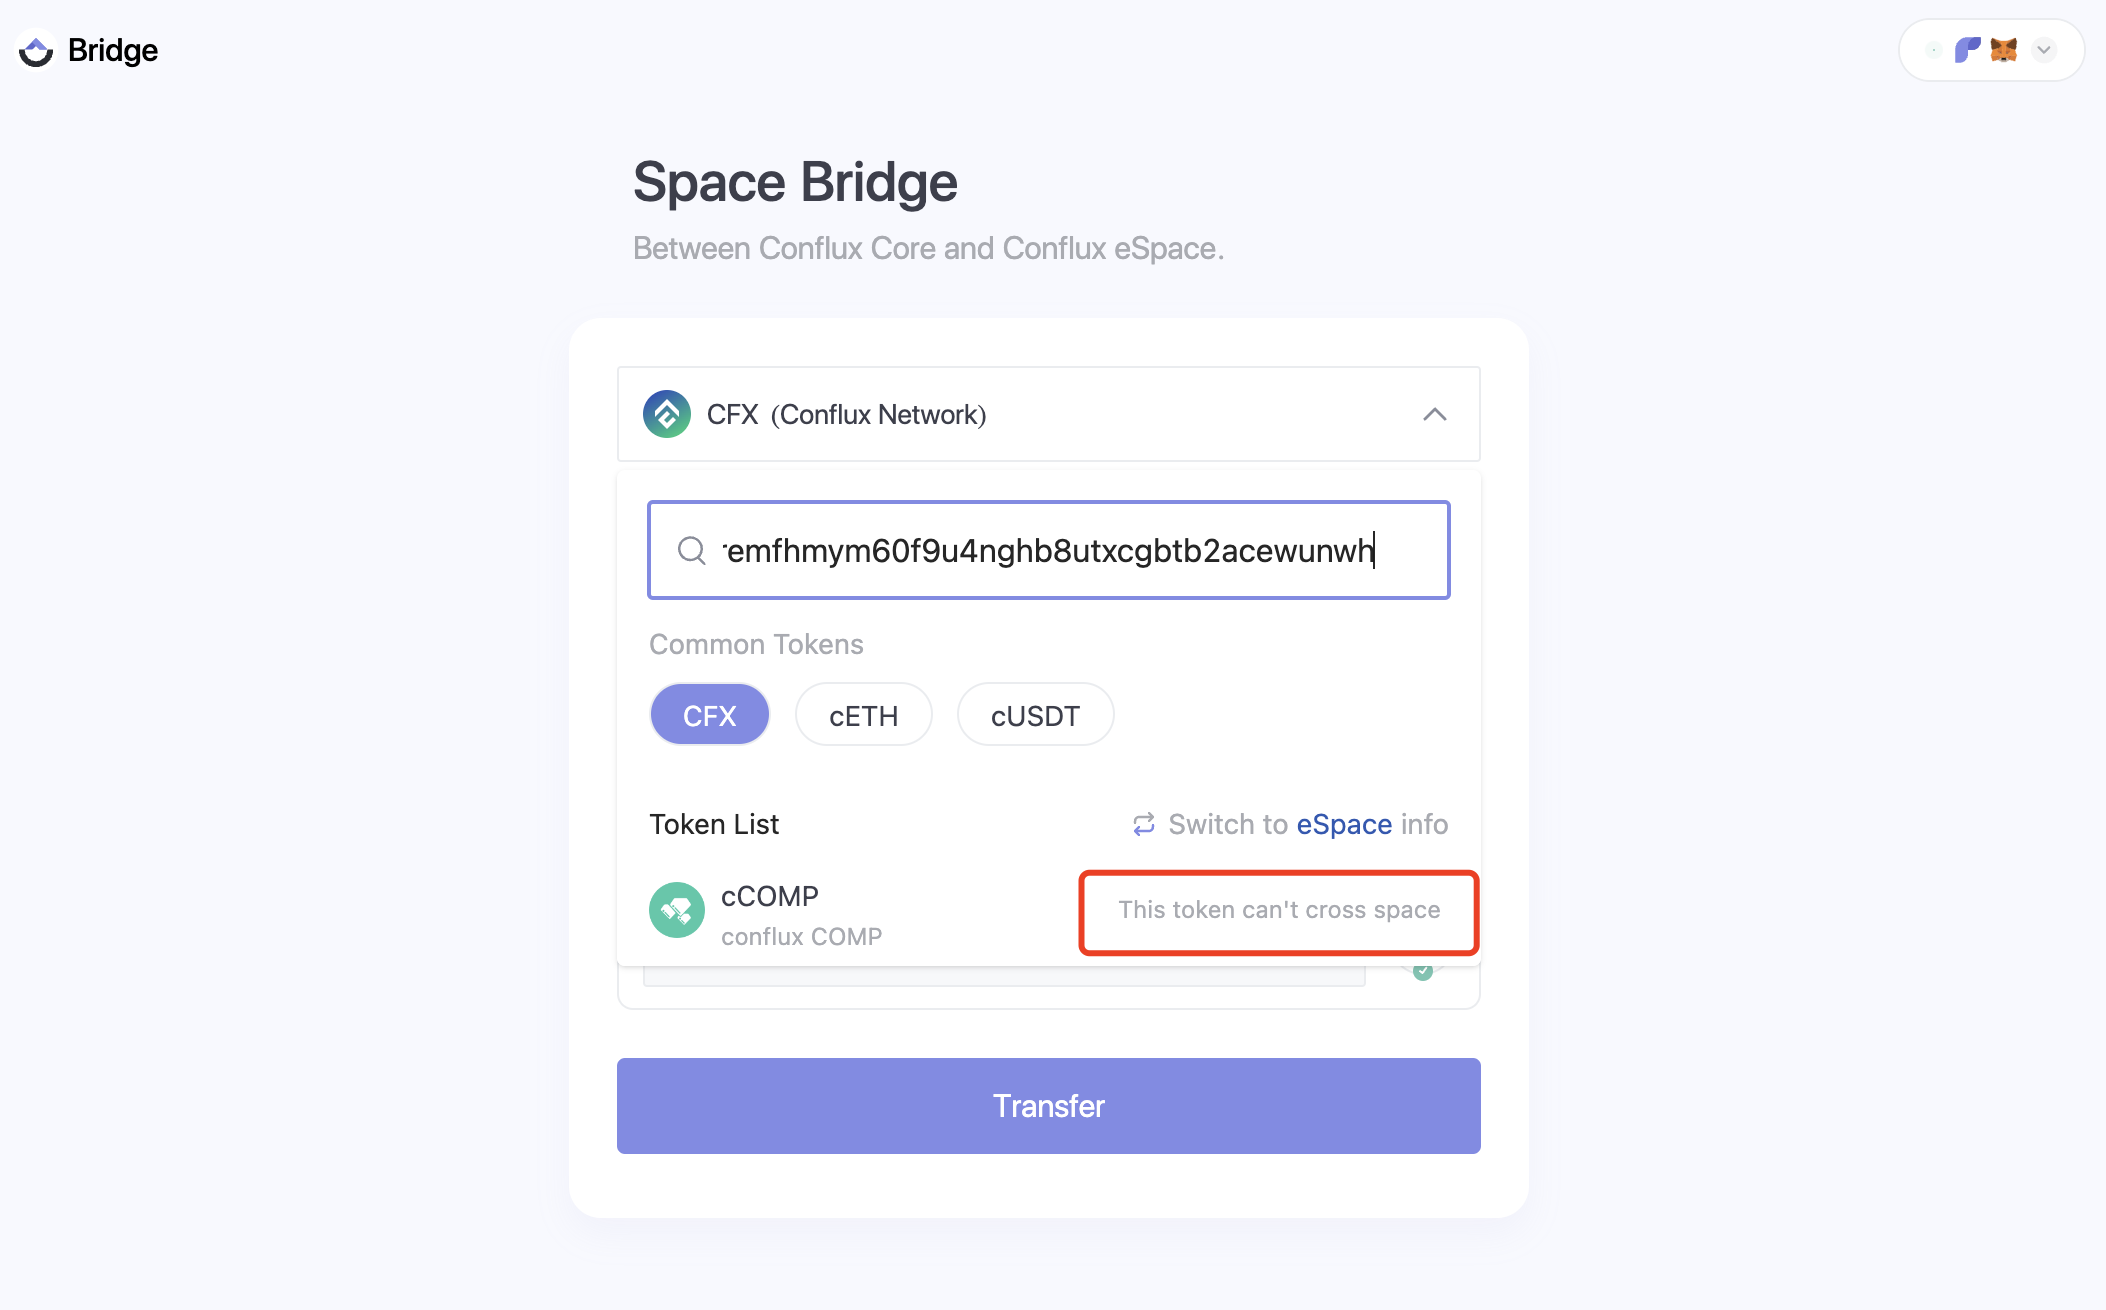 Bridge
Space Bridge
Between Conflux Core and Conflux eSpace.
CFX (Conflux Network)
emfhmym60f9u4nghb8utxcgbtb2acewunwh
Common Tokens
CFX
cETH
cUSDT
Token List
Switch to eSpace info
cCOMP
This token can't cross space
conflux COMP
Transfer